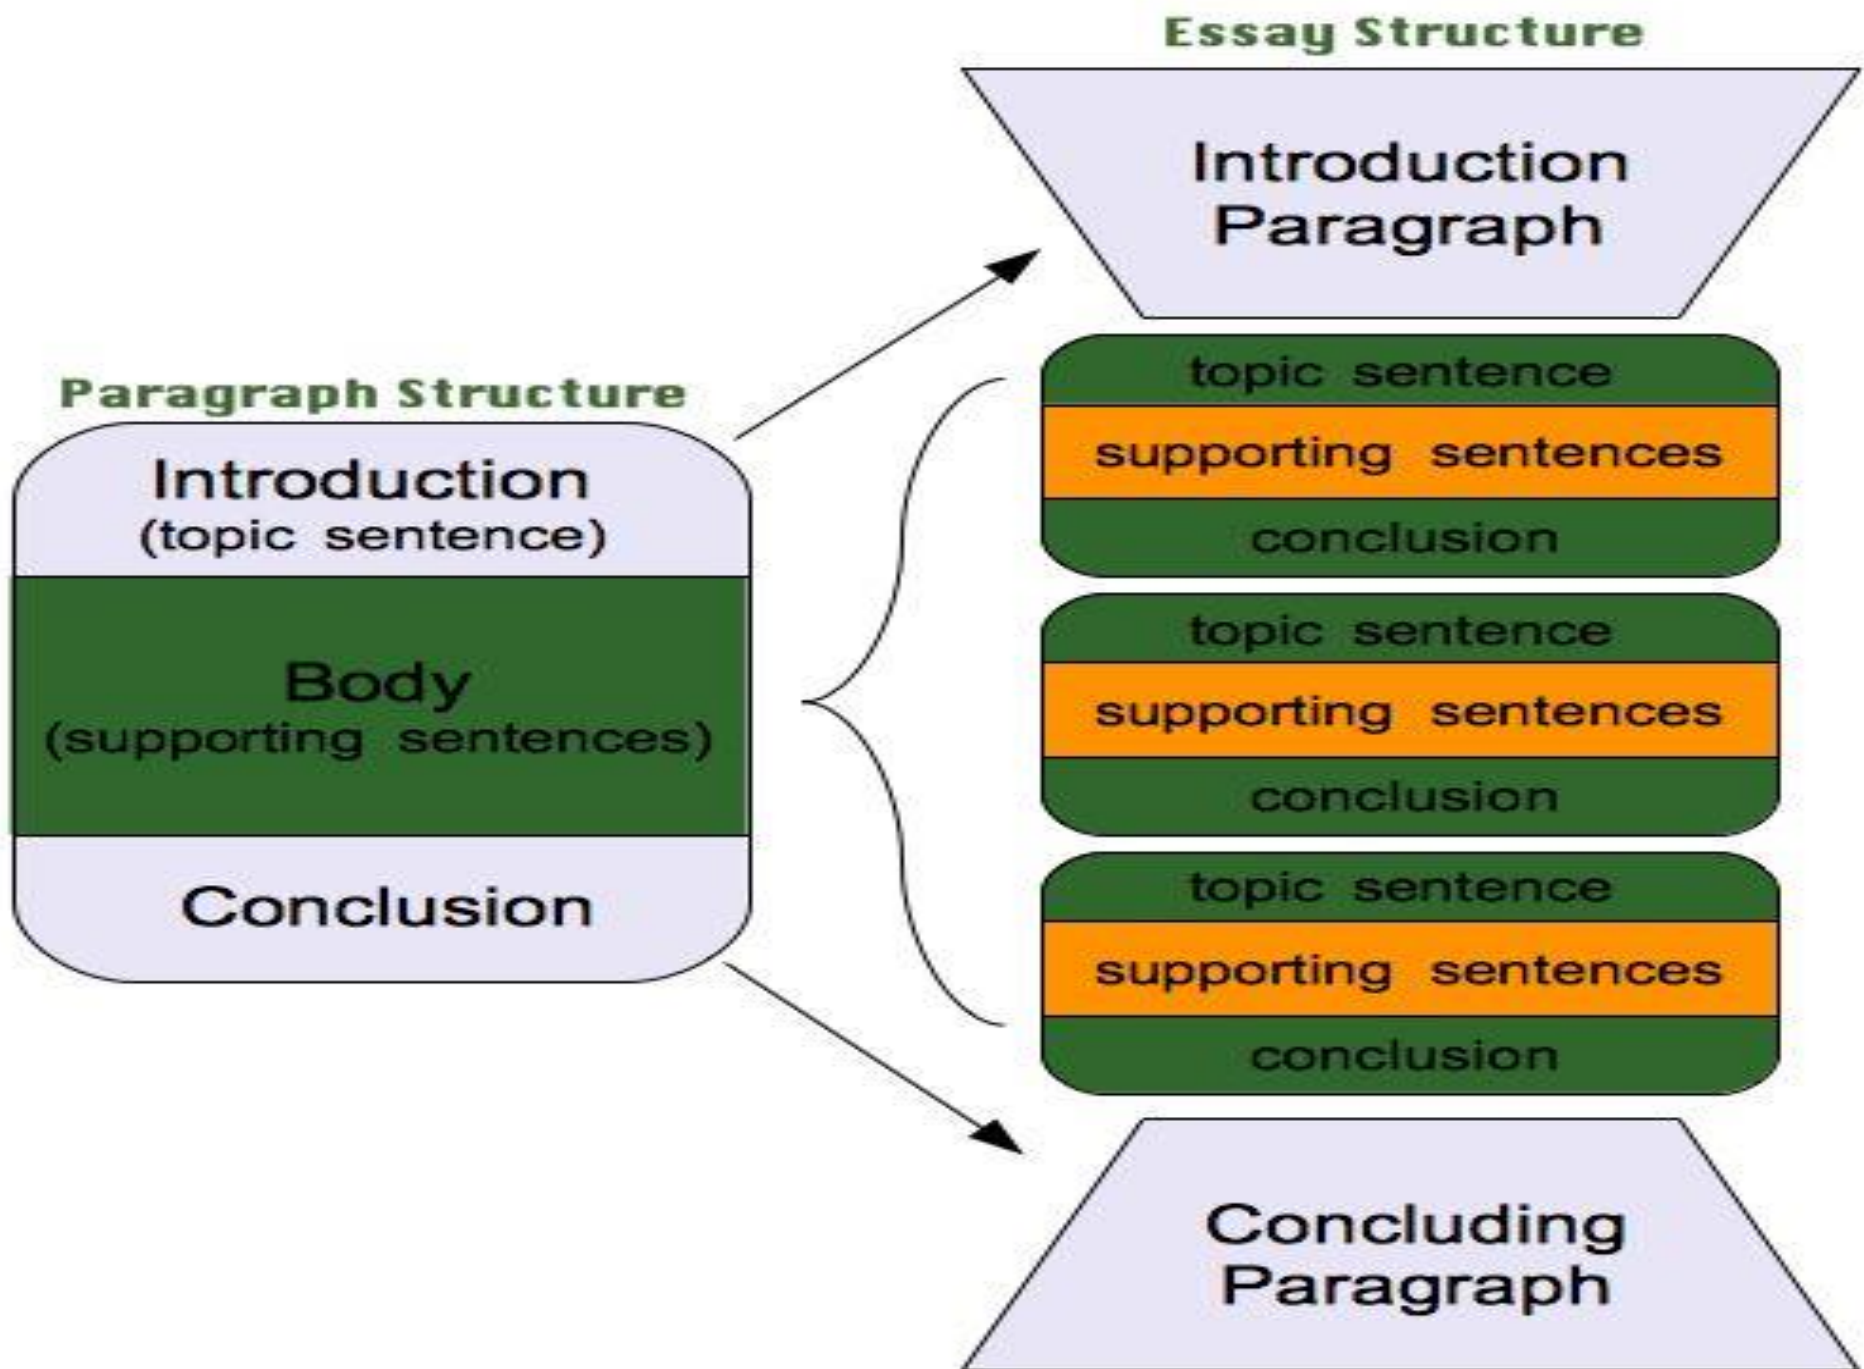 Essay Structure
Introduction
Paragraph
Paragraph Structure
Introduction
(topic sentence)
Body
(supporting sentences)
Conclusion
topic sentence
supporting sentences
conclusion
topic sentence
supporting sentences
conclusion
topic sentence
supporting sentences
conclusion
Concluding
Paragraph